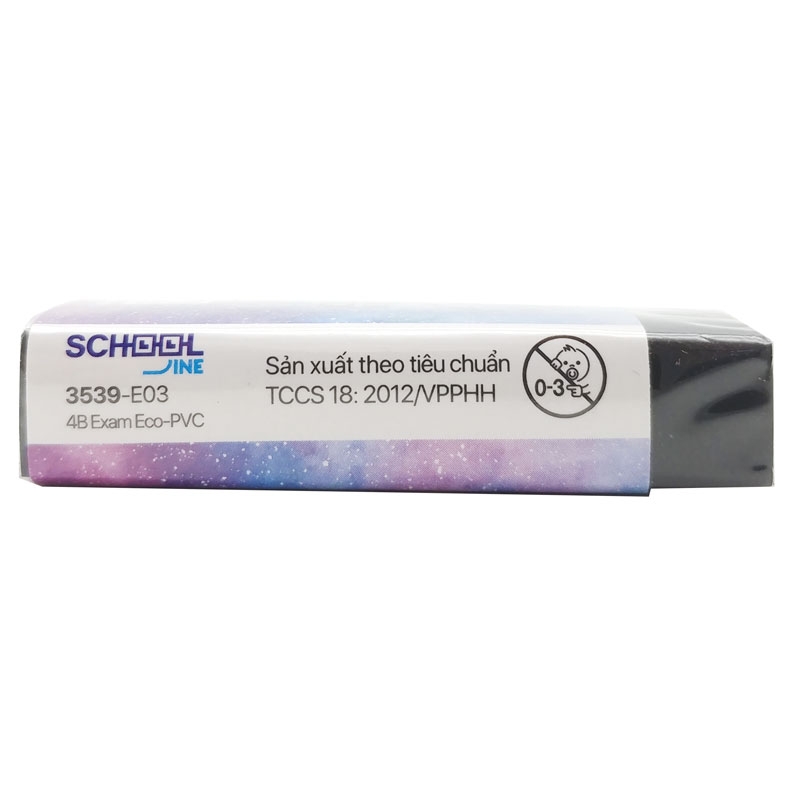 SCHOOL
LINE
3539-E03
4B Exam Eco-PVC
Sản xuất theo tiêu chuẩn
TCCS 18: 2012/VPPHH
0-3